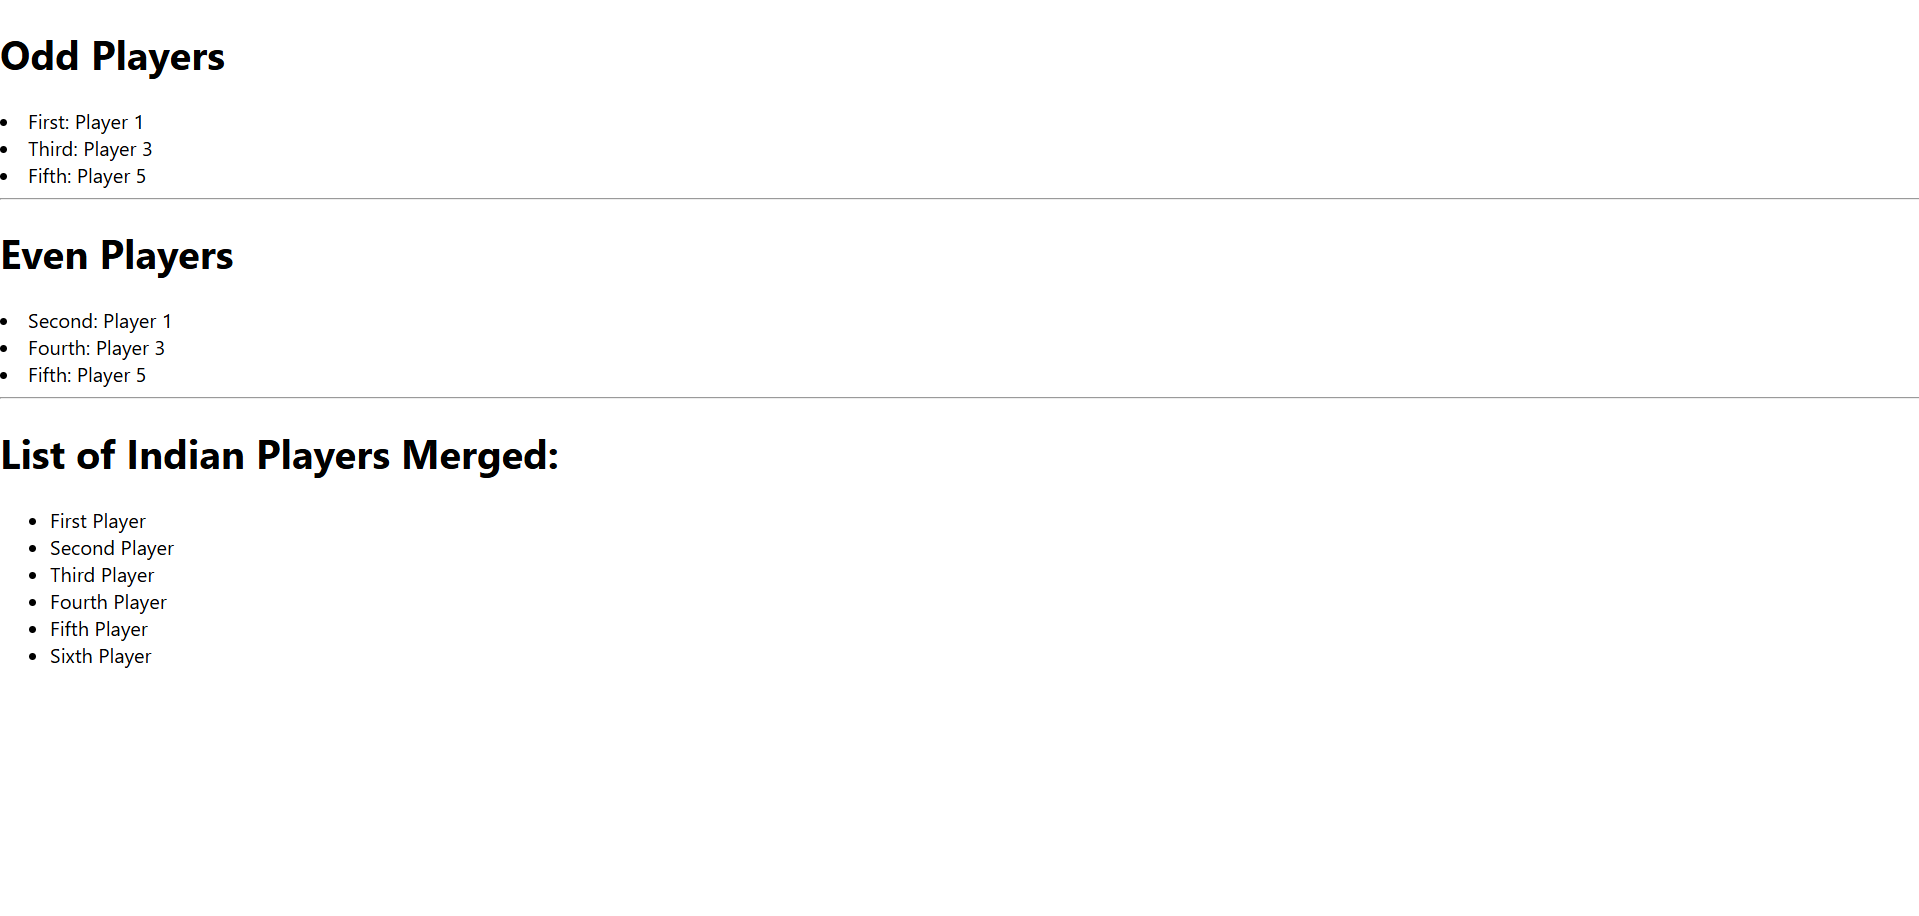 Odd Players
First: Player 1
Third: Player 3
Fifth: Player 5
Even Players
Second: Player 1
Fourth: Player 3
Fifth: Player 5
List of Indian Players Merged:
First Player
Second Player
Third Player
Fourth Player
Fifth Player
Sixth Player